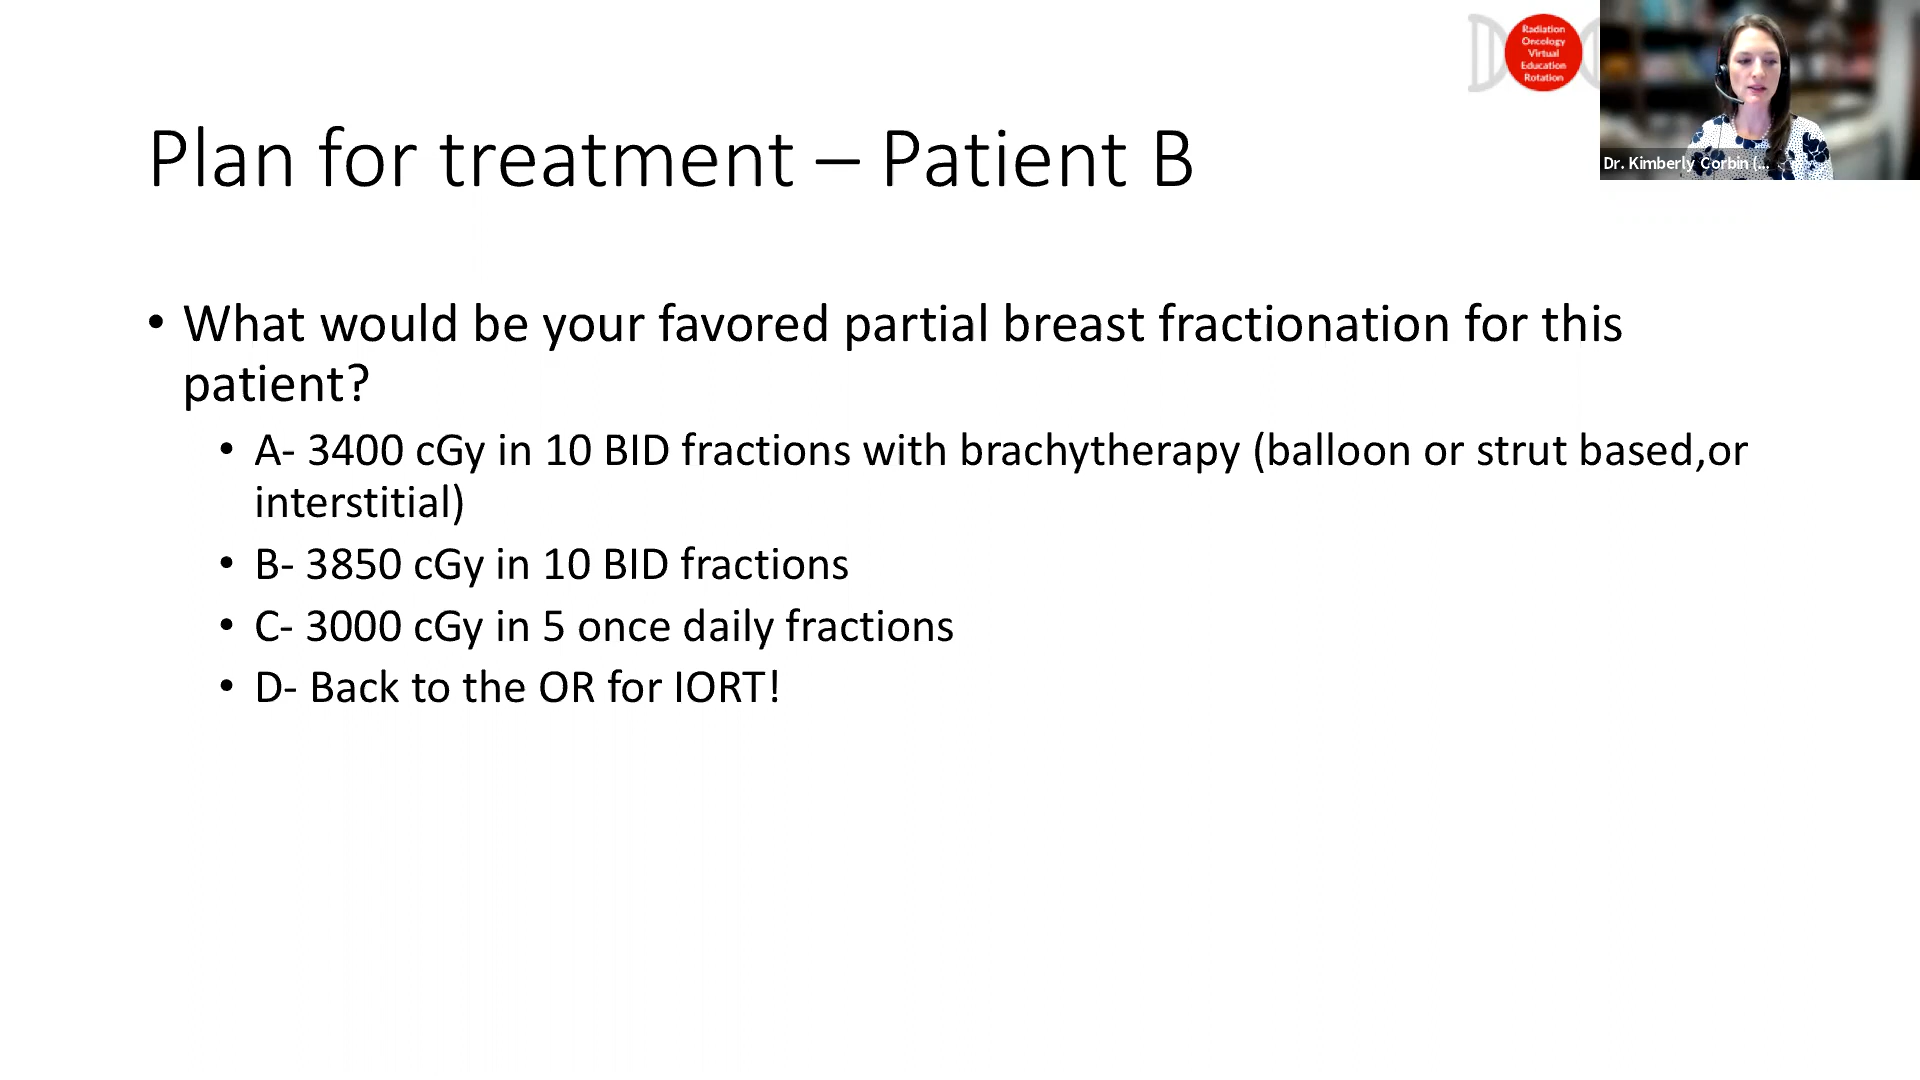 Radiation
Oncology
Virtual
Education
Rotation
Dr. Kimberly Corbin (...
Plan for treatment – Patient B
• What would be your favored partial breast fractionation for this
patient?
• A- 3400 cGy in 10 BID fractions with brachytherapy (balloon or strut based,or
interstitial)
• B- 3850 cGy in 10 BID fractions
• C- 3000 cGy in 5 once daily fractions
• D- Back to the OR for IORT!